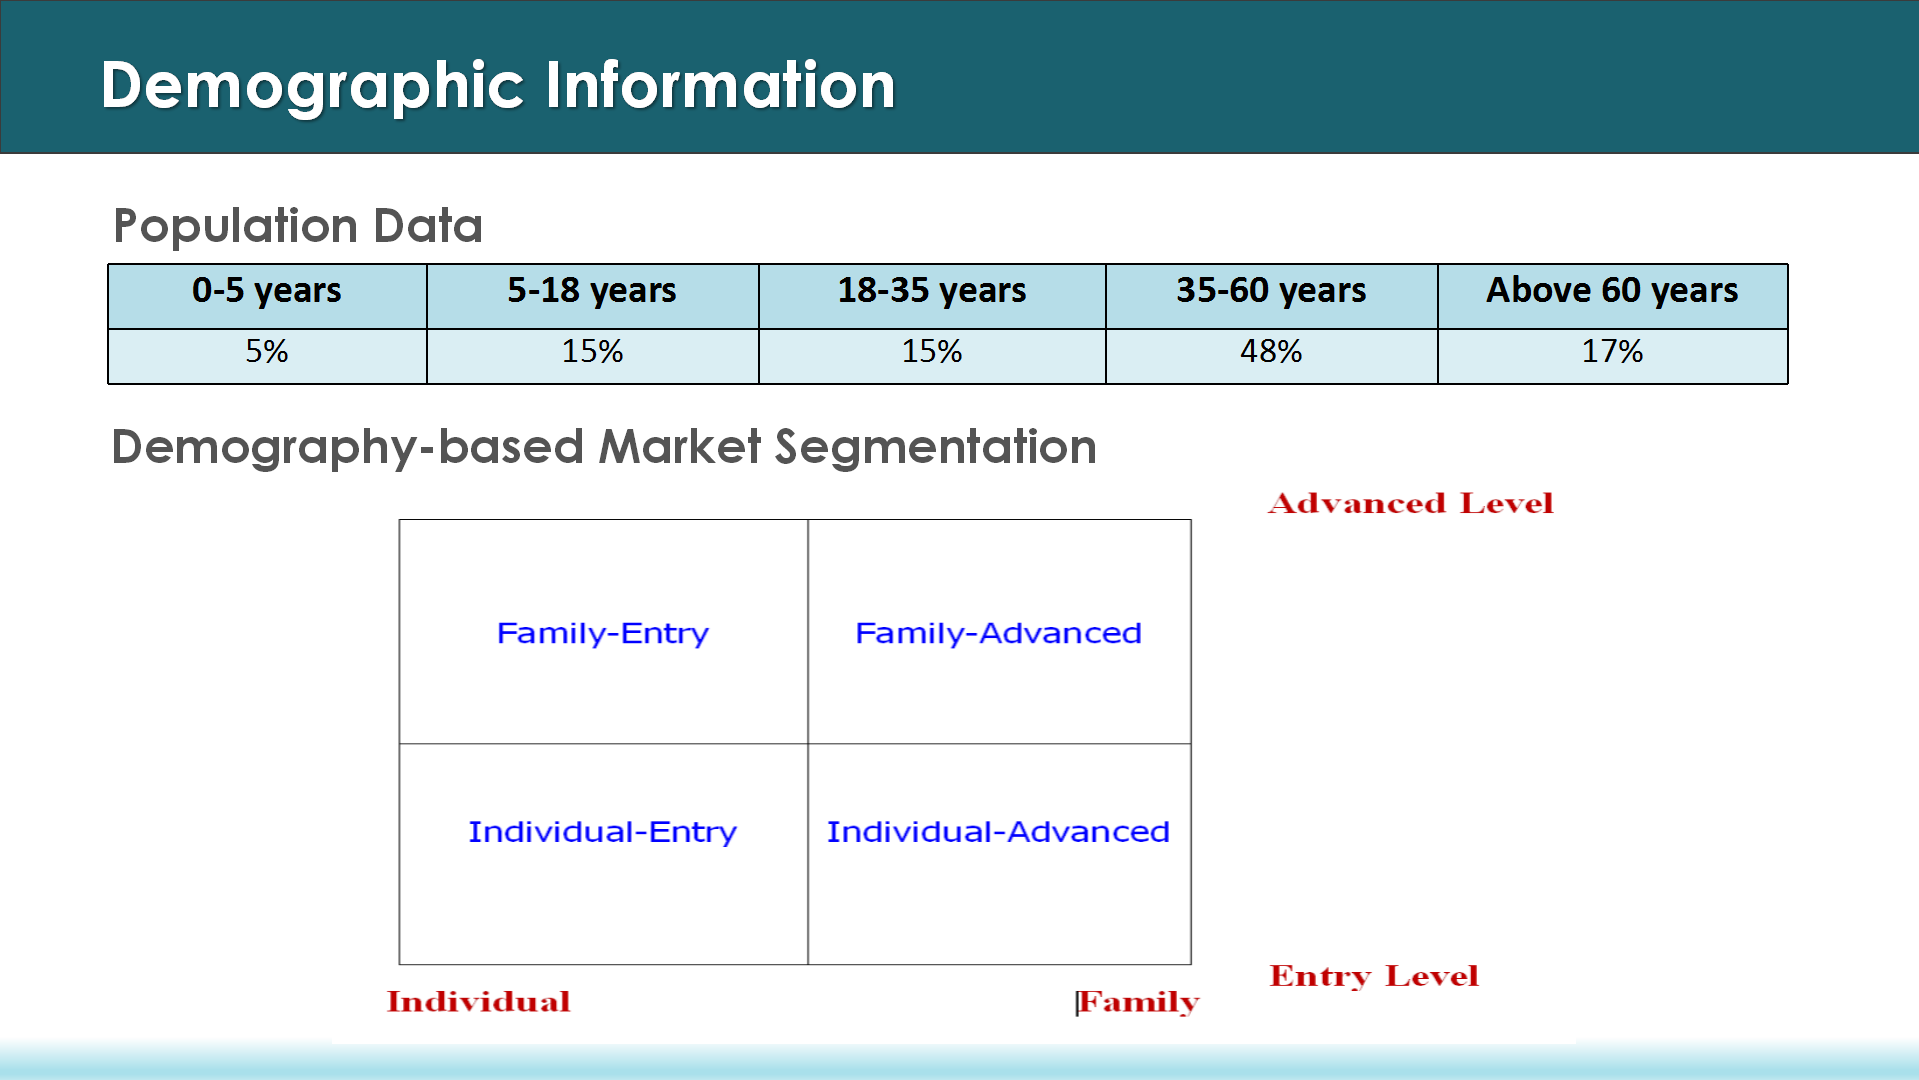 Demographic Information
Population Data
0-5 years 5-18 years 18-35 years 35-60 years Above 60 years
5% 15% 15% 48% 17%
Demography-based Market Segmentation
Advanced Level
Family-Entry Family-Advanced
Individual-Entry Individual-Advanced
Entry Level
Individual Family